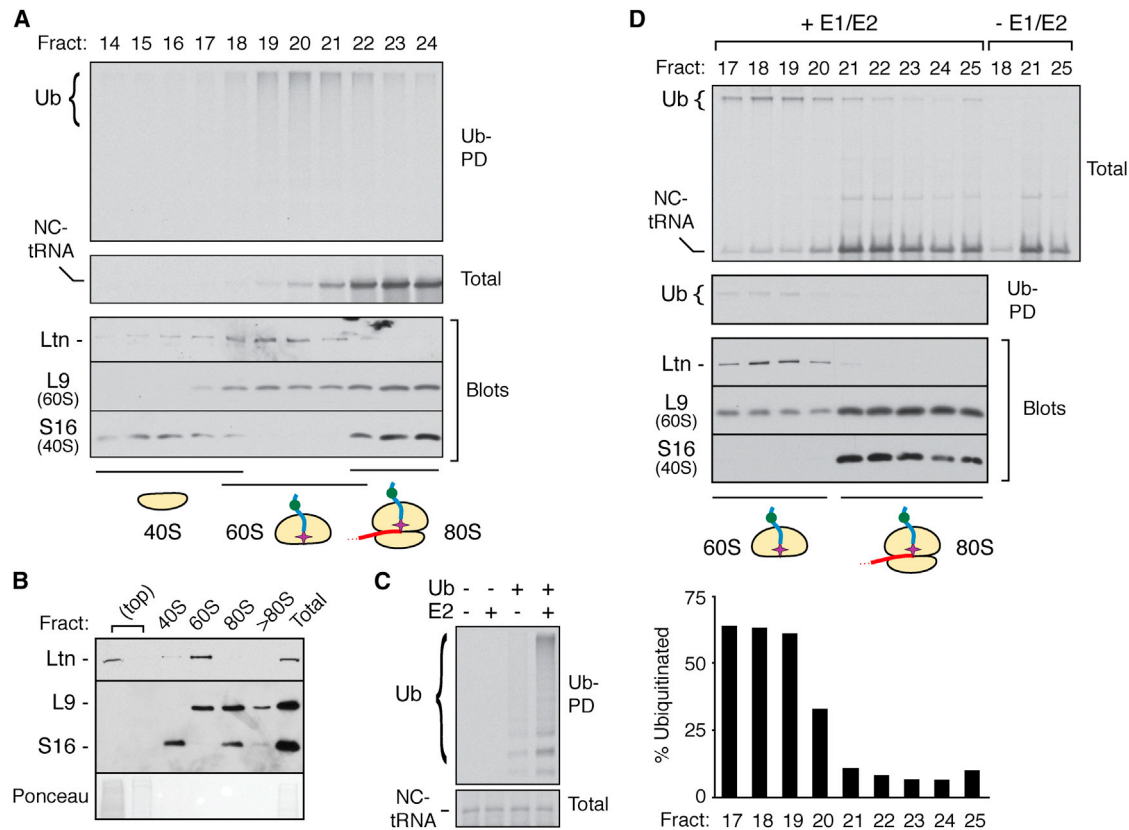 A
Fract: 14 15 16 17 18 19 20 21 22 23 24
Ub {
Ub-
PD
NC-
tRNA
Total
Ltn -
L9
(60S)
S16
(40S)
Blots
40S
60S
80S
B
Fract: (top) 40S 60S 80S >80S Total
Ltn -
L9 -
S16 -
Ponceau
C
Ub - - + +
E2 - + - +
Ub
Ub-
PD
NC-
tRNA -
Total
D
+ E1/E2 - E1/E2
Fract: 17 18 19 20 21 22 23 24 25 18 21 25
Ub {
Total
NC-
tRNA
Ub {
Ub-
PD
Ltn -
L9
(60S)
S16
(40S)
Blots
60S
80S
% Ubiquitinated
75
50
25
0
Fract: 17 18 19 20 21 22 23 24 25